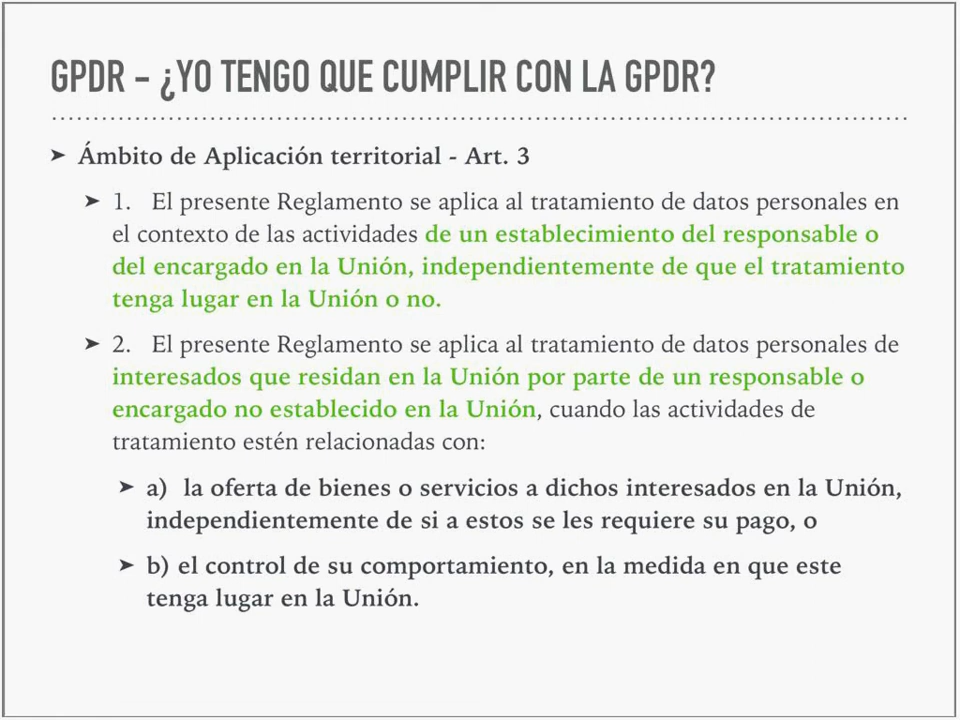 GPDR - ¿YO TENGO QUE CUMPLIR CON LA GPDR?
➤ Ámbito de Aplicación territorial - Art. 3
➤ 1. El presente Reglamento se aplica al tratamiento de datos personales en
el contexto de las actividades de un establecimiento del responsable o
del encargado en la Unión, independientemente de que el tratamiento
tenga lugar en la Unión o no.
➤ 2. El presente Reglamento se aplica al tratamiento de datos personales de
interesados que residan en la Unión por parte de un responsable o
encargado no establecido en la Unión, cuando las actividades de
tratamiento estén relacionadas con:
➤ a) la oferta de bienes o servicios a dichos interesados en la Unión,
independientemente de si a estos se les requiere su pago, o
➤ b) el control de su comportamiento, en la medida en que este
tenga lugar en la Unión.